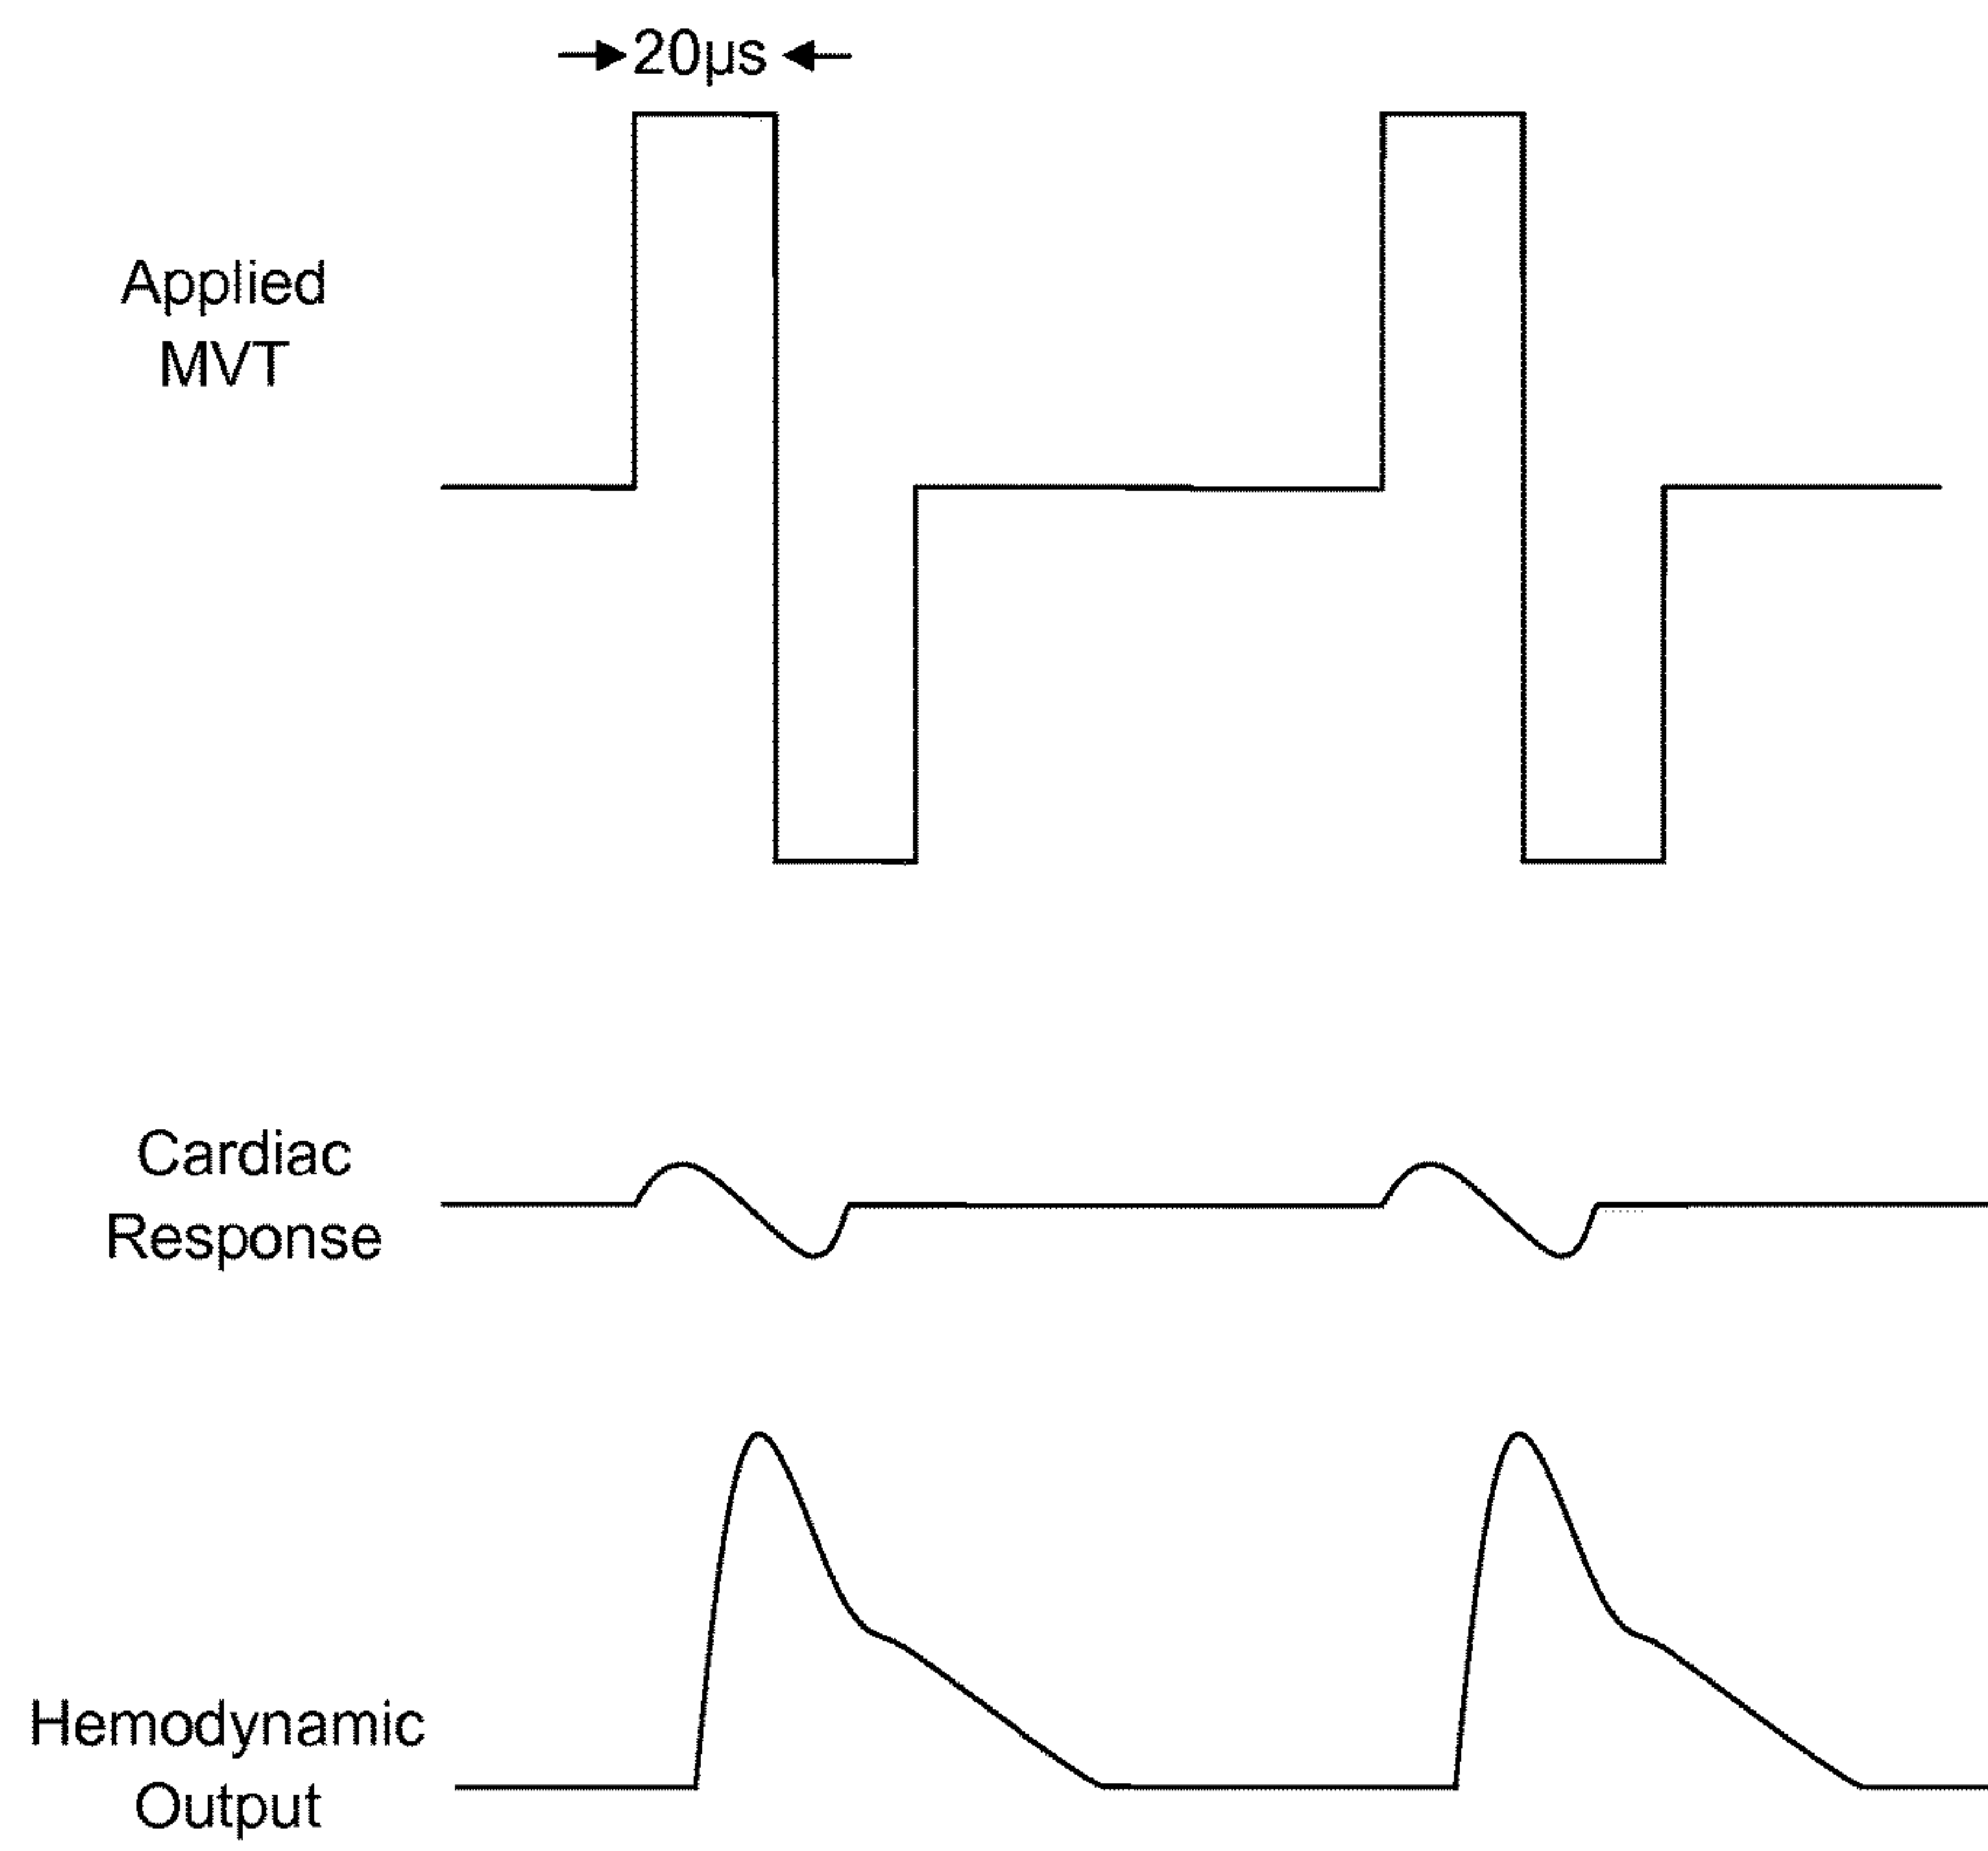 20µs
Applied
MVT
Cardiac
Response
Hemodynamic
Output